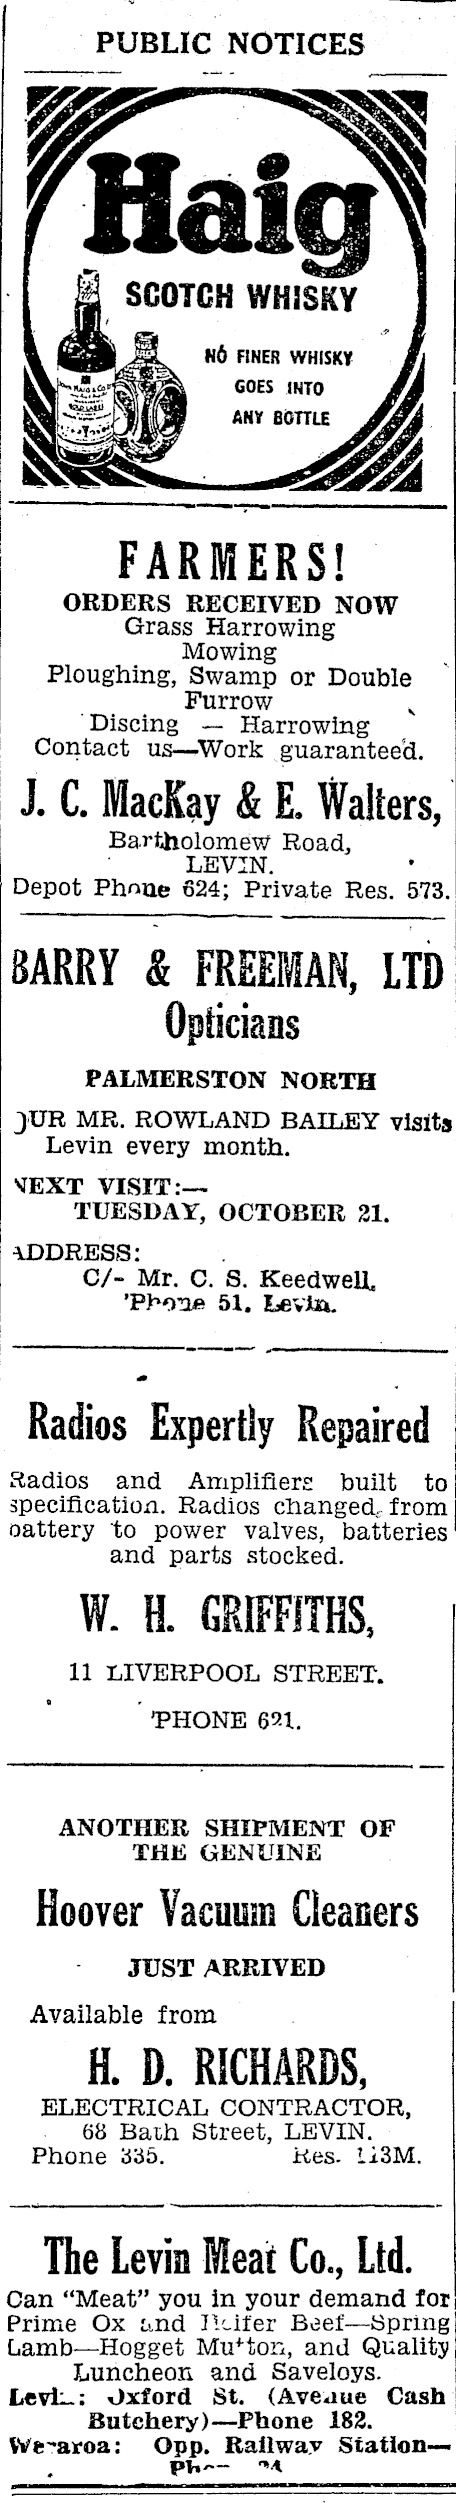 PUBLIC NOTICES
Haig
SCOTCH WHISKY
NO FINER WHISKY
GOES INTO
ANY BOTTLE
JOHN HAIG & Co
GOLD LABEL
FARMERS!
ORDERS RECEIVED NOW
Grass Harrowing
Mowing
Ploughing, Swamp or Double
Furrow
Discing — Harrowing
Contact us—Work guaranteed.
J. C. MacKay & E. Walters,
Bartholomew Road,
LEVIN.
Depot Phone 624; Private Res. 573.
BARRY & FREEMAN, LTD
Opticians
PALMERSTON NORTH
OUR MR. ROWLAND BAILEY visits
Levin every month.
NEXT VISIT:—
TUESDAY, OCTOBER 21.
ADDRESS:
C/- Mr. C. S. Keedwell,
'Phone 51, Levin.
Radios Expertly Repaired
Radios and Amplifiers built to
specification. Radios changed from
battery to power valves, batteries
and parts stocked.
W. H. GRIFFITHS,
11 LIVERPOOL STREET.
'PHONE 621.
ANOTHER SHIPMENT OF
THE GENUINE
Hoover Vacuum Cleaners
JUST ARRIVED
Available from
H. D. RICHARDS,
ELECTRICAL CONTRACTOR,
68 Bath Street, LEVIN.
Phone 335. Res. 113M.
The Levin Meat Co., Ltd.
Can "Meat" you in your demand for
Prime Ox and Heifer Beef—Spring
Lamb—Hogget Mutton, and Quality
Luncheon and Saveloys.
Levin: Oxford St. (Avenue Cash
Butchery)—Phone 182.
Weraroa: Opp. Railway Station—